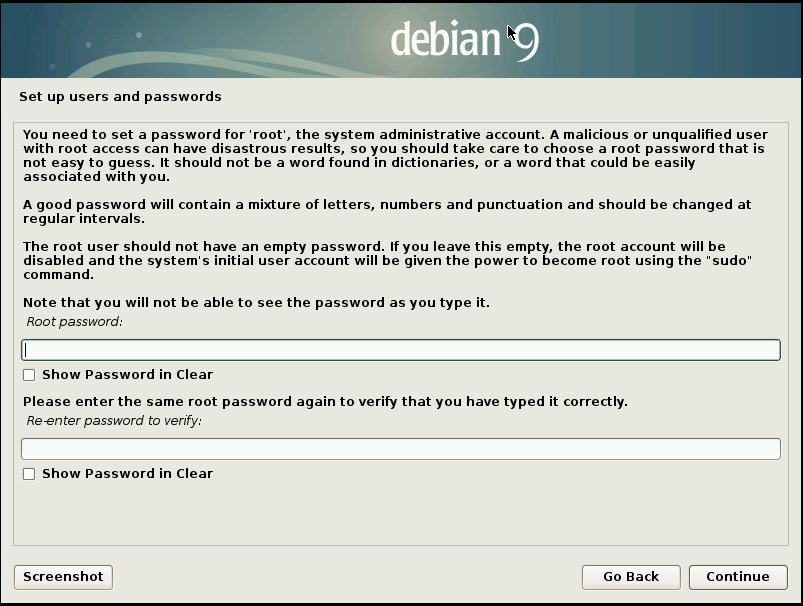 debian 9
Set up users and passwords
You need to set a password for 'root', the system administrative account. A malicious or unqualified user
with root access can have disastrous results, so you should take care to choose a root password that is
not easy to guess. It should not be a word found in dictionaries, or a word that could be easily
associated with you.
A good password will contain a mixture of letters, numbers and punctuation and should be changed at
regular intervals.
The root user should not have an empty password. If you leave this empty, the root account will be
disabled and the system's initial user account will be given the power to become root using the "sudo"
command.
Note that you will not be able to see the password as you type it.
Root password:
Show Password in Clear
Please enter the same root password again to verify that you have typed it correctly.
Re-enter password to verify:
Show Password in Clear
Screenshot
Go Back
Continue